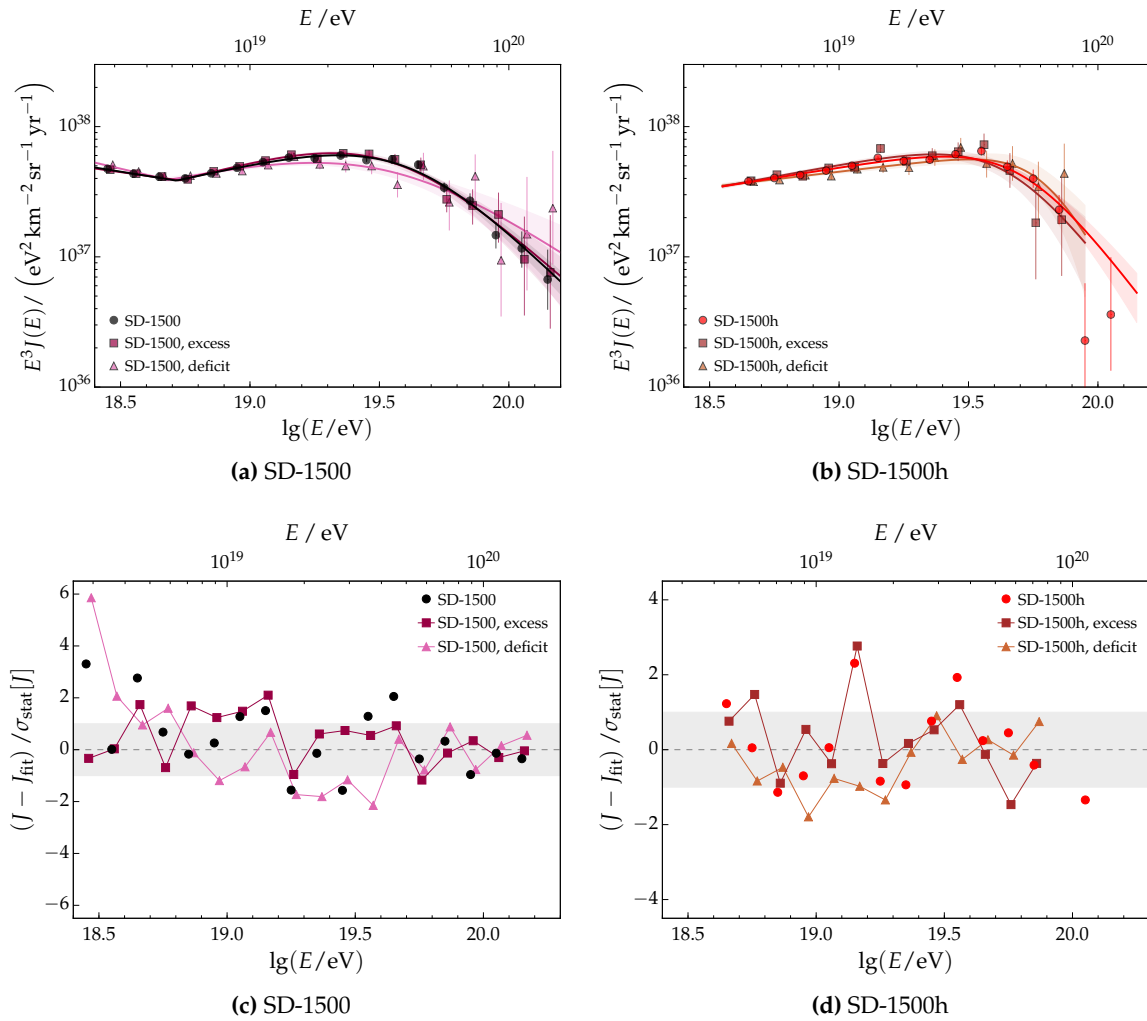 E /eV
10^19
10^20
E^3 J(E)/ (eV^2 km^−2 sr^−1 yr^−1)
10^38
10^37
10^36
SD-1500
SD-1500, excess
SD-1500, deficit
18.5
19.0
19.5
20.0
lg(E/eV)
(a) SD-1500
E /eV
10^19
10^20
E^3 J(E)/ (eV^2 km^−2 sr^−1 yr^−1)
10^38
10^37
10^36
SD-1500h
SD-1500h, excess
SD-1500h, deficit
18.5
19.0
19.5
20.0
lg(E/eV)
(b) SD-1500h
E / eV
10^19
10^20
(J − J_fit) / σ_stat[J]
6
4
2
0
−2
−4
−6
SD-1500
SD-1500, excess
SD-1500, deficit
18.5
19.0
19.5
20.0
lg(E/eV)
(c) SD-1500
E / eV
10^19
10^20
(J − J_fit) / σ_stat[J]
4
2
0
−2
−4
SD-1500h
SD-1500h, excess
SD-1500h, deficit
18.5
19.0
19.5
20.0
lg(E/eV)
(d) SD-1500h